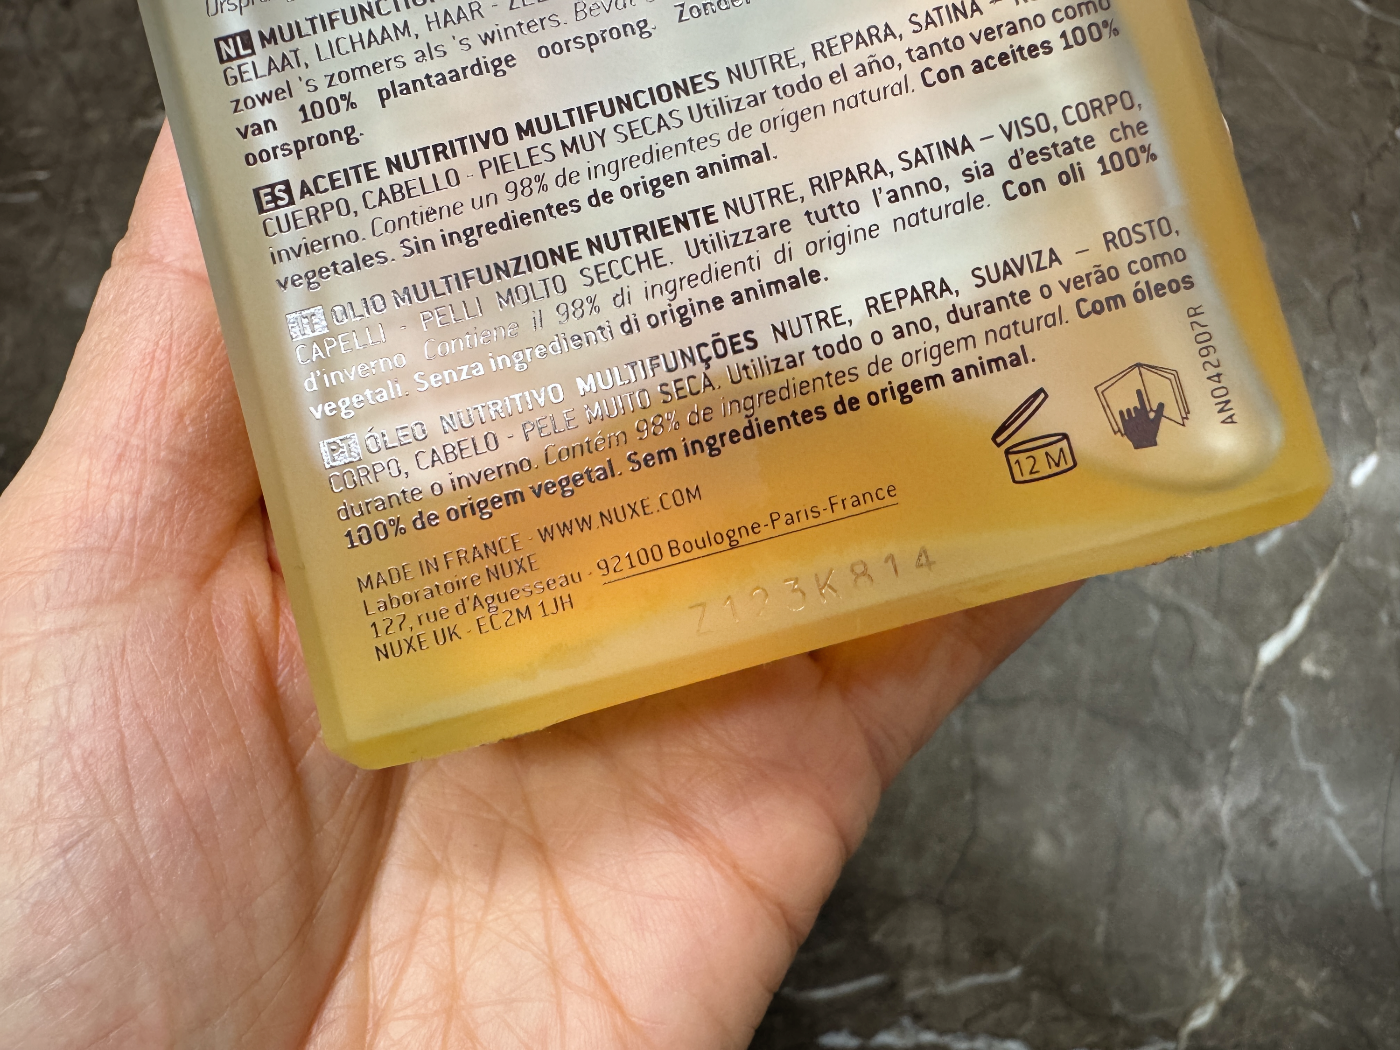 NL MULTIFUNCTIO
GELAAT, LICHAAM, HAAR -
zowel 's zomers als 's winters. Bevat
van 100% plantaardige oorsprong. Zonder
oorsprong.
ES ACEITE NUTRITIVO MULTIFUNCIONES NUTRE, REPARA, SATINA –
CUERPO, CABELLO - PIELES MUY SECAS Utilizar todo el año, tanto verano como
invierno. Contiene un 98% de ingredientes de origen natural. Con aceites 100%
vegetales. Sin ingredientes de origen animal.
IT OLIO MULTIFUNZIONE NUTRIENTE NUTRE, RIPARA, SATINA – VISO, CORPO,
CAPELLI - PELLI MOLTO SECCHE. Utilizzare tutto l'anno, sia d'estate che
d'inverno Contiene il 98% di ingredienti di origine naturale. Con oli 100%
vegetali. Senza ingredienti di origine animale.
PT ÓLEO NUTRITIVO MULTIFUNÇÕES NUTRE, REPARA, SUAVIZA – ROSTO,
CORPO, CABELO - PELE MUITO SECA. Utilizar todo o ano, durante o verão como
durante o inverno. Contém 98% de ingredientes de origem natural. Com óleos
100% de origem vegetal. Sem ingredientes de origem animal.
MADE IN FRANCE - WWW.NUXE.COM
Laboratoire NUXE
127, rue d'Aguesseau - 92100 Boulogne-Paris-France
NUXE UK - EC2M 1JH
12 M
AN042907R
Z123K814